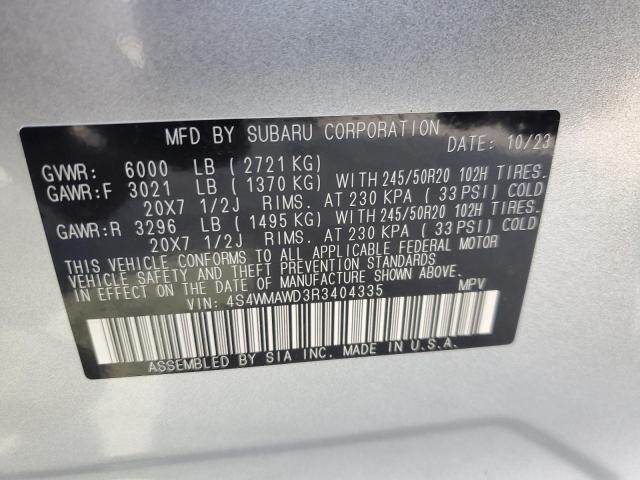 MFD BY SUBARU CORPORATION DATE: 10/23
GVWR: 6000 LB (2721 KG)
GAWR:F 3021 LB (1370 KG) WITH 245/50R20 102H TIRES.
20X7 1/2J RIMS. AT 230 KPA (33 PSI) COLD
GAWR:R 3296 LB (1495 KG) WITH 245/50R20 102H TIRES.
20X7 1/2J RIMS. AT 230 KPA (33 PSI) COLD
THIS VEHICLE CONFORMS TO ALL APPLICABLE FEDERAL MOTOR
VEHICLE SAFETY AND THEFT PREVENTION STANDARDS
IN EFFECT ON THE DATE OF MANUFACTURE SHOWN ABOVE.
VIN: 4S4WMAWD3R3404335 MPV
ASSEMBLED BY SIA INC. MADE IN U.S.A.